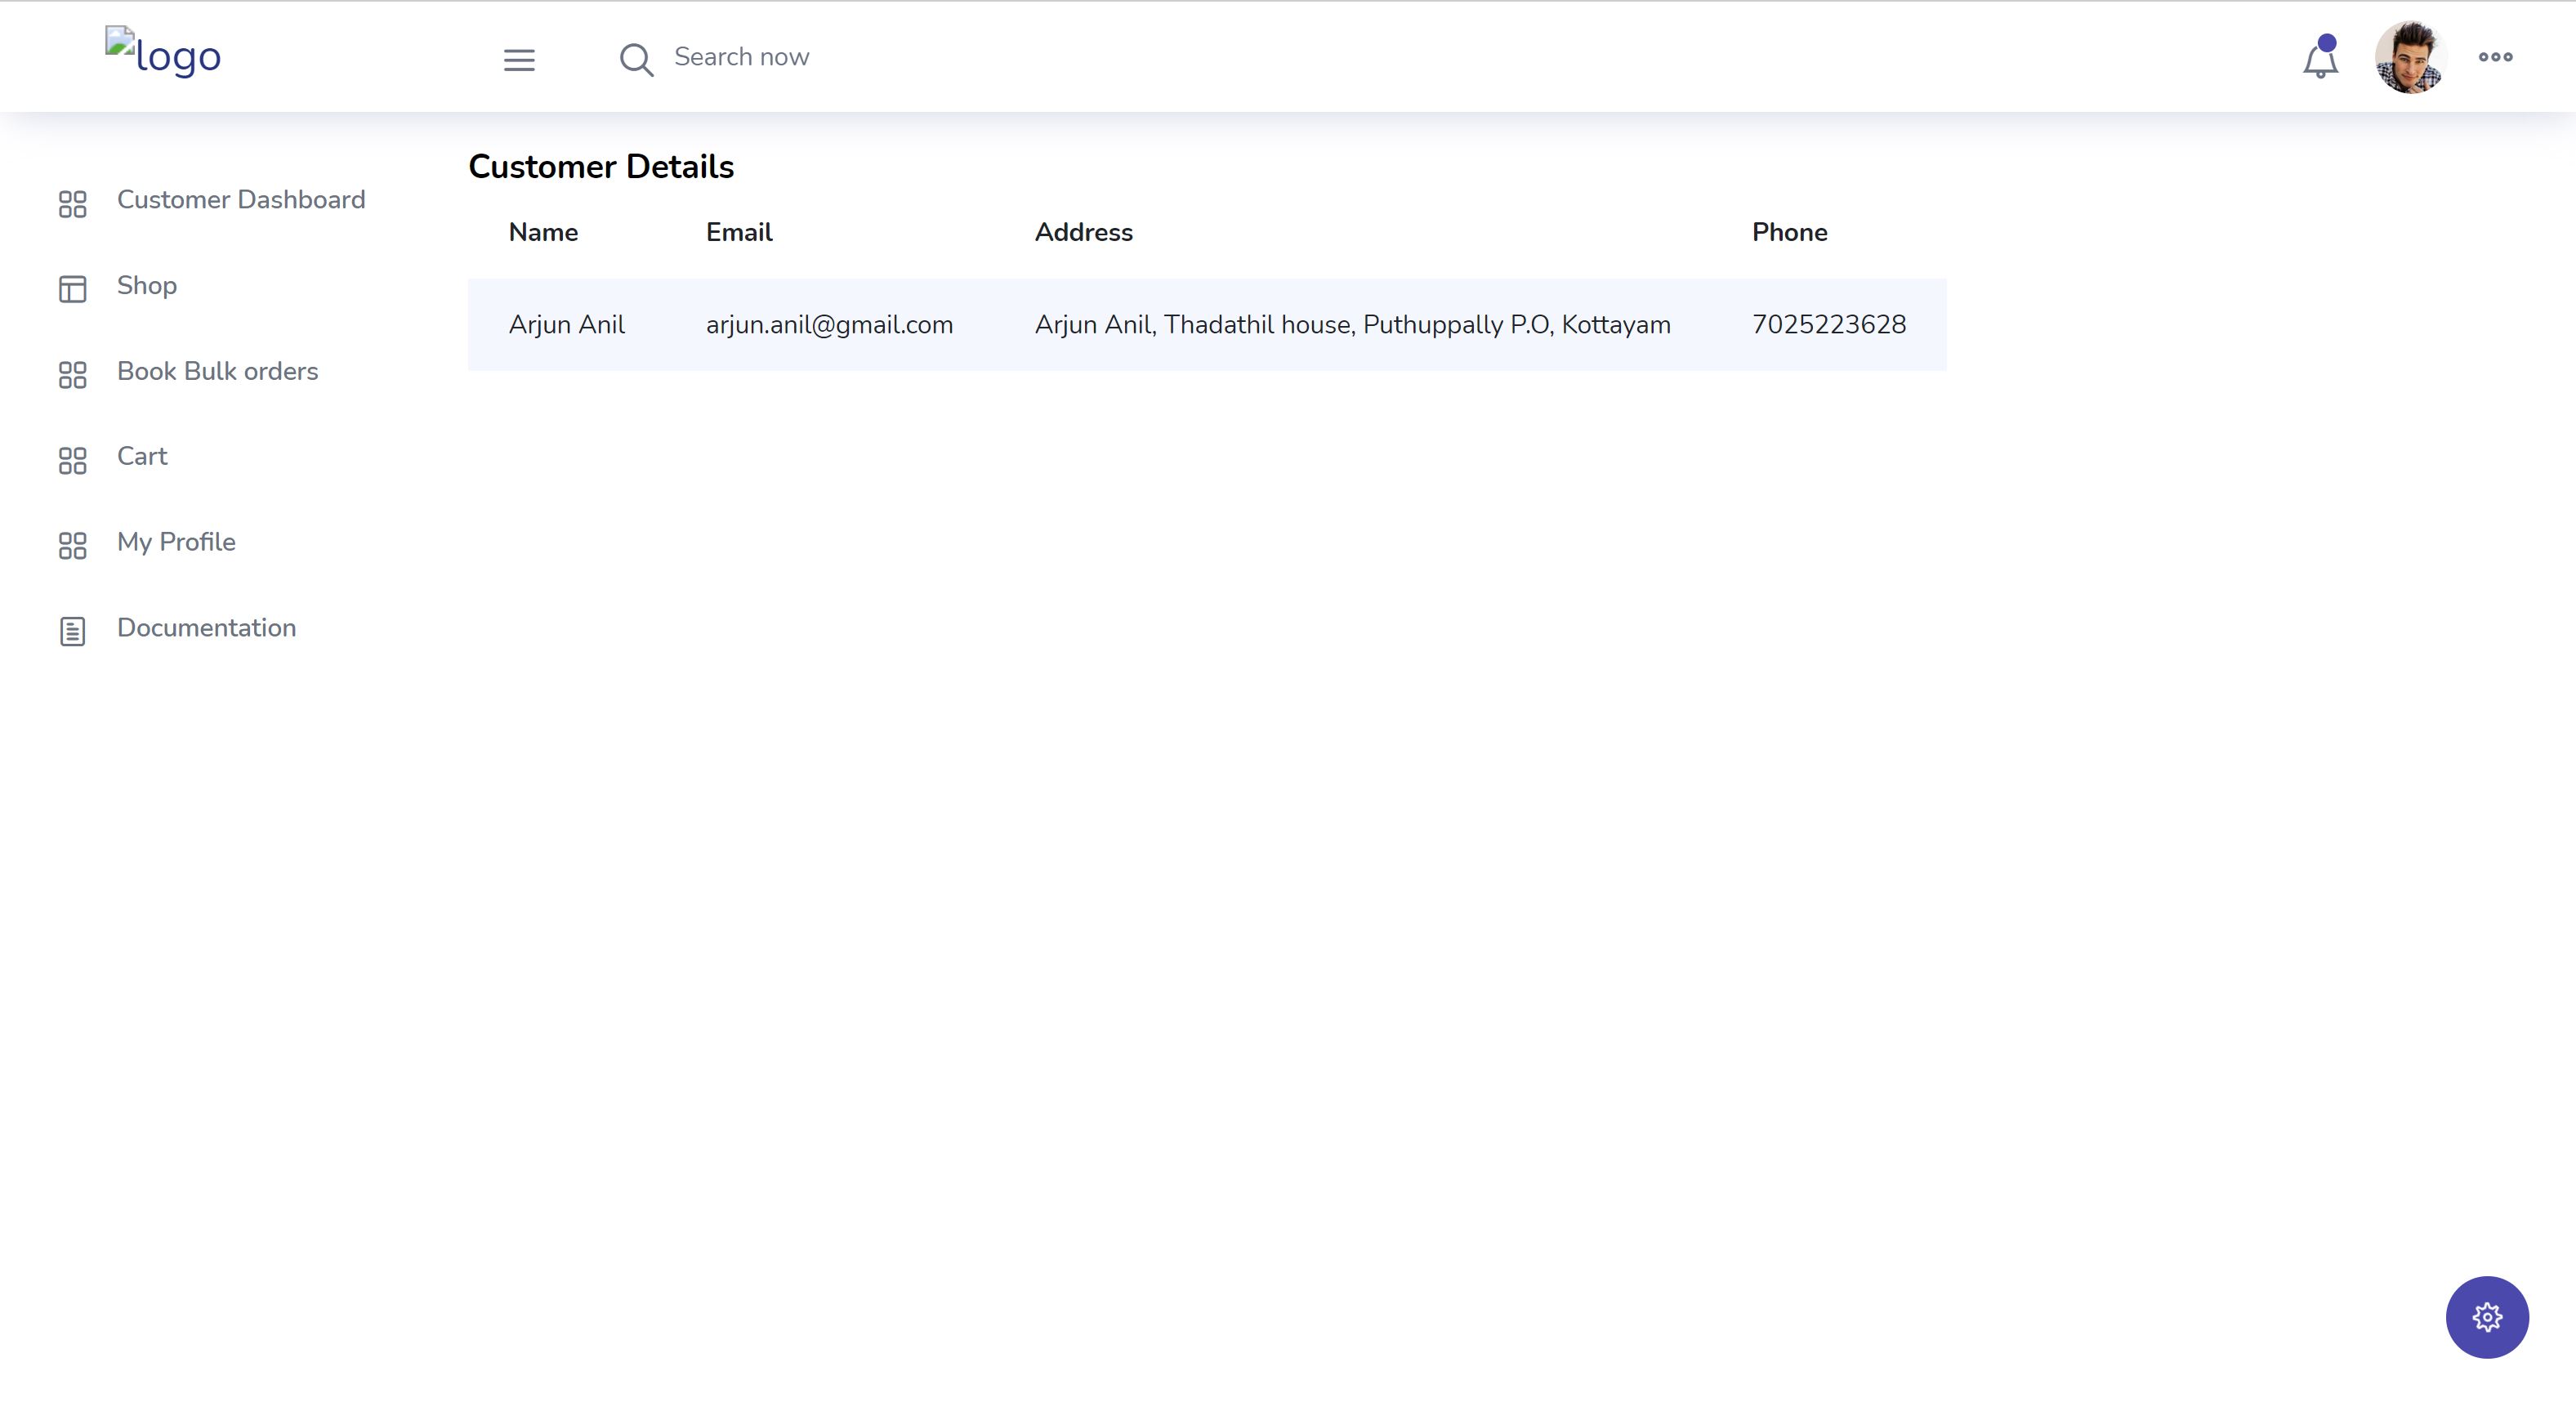 logo
Search now
Customer Details
Customer Dashboard
Shop
Book Bulk orders
Cart
My Profile
Documentation
Name Email Address Phone
Arjun Anil arjun.anil@gmail.com Arjun Anil, Thadathil house, Puthuppally P.O, Kottayam 7025223628